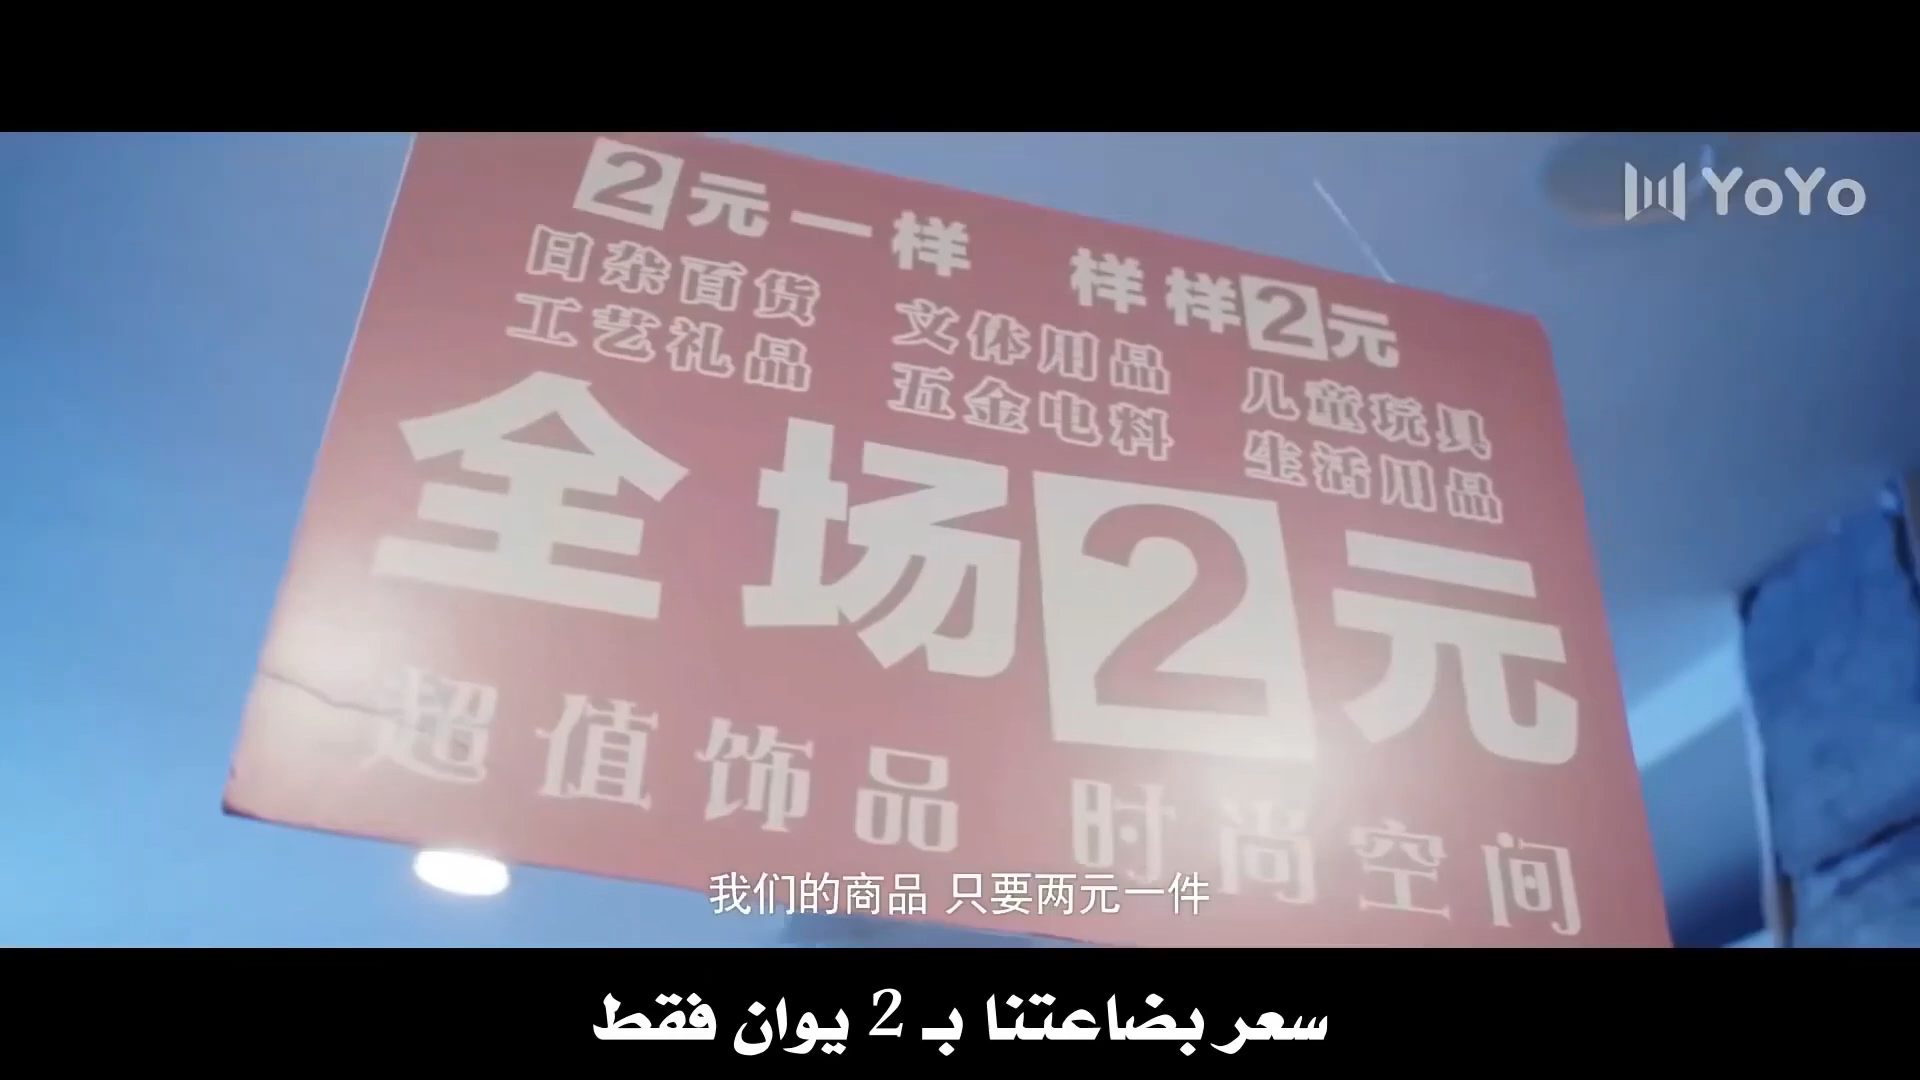 YoYo
2元一样 样样2元
日杂百货 文体用品 儿童玩具
工艺礼品 五金电料 生活用品
全场2元
超值饰品 时尚空间
我们的商品 只要两元一件
سعر بضاعتنا بـ 2 يوان فقط